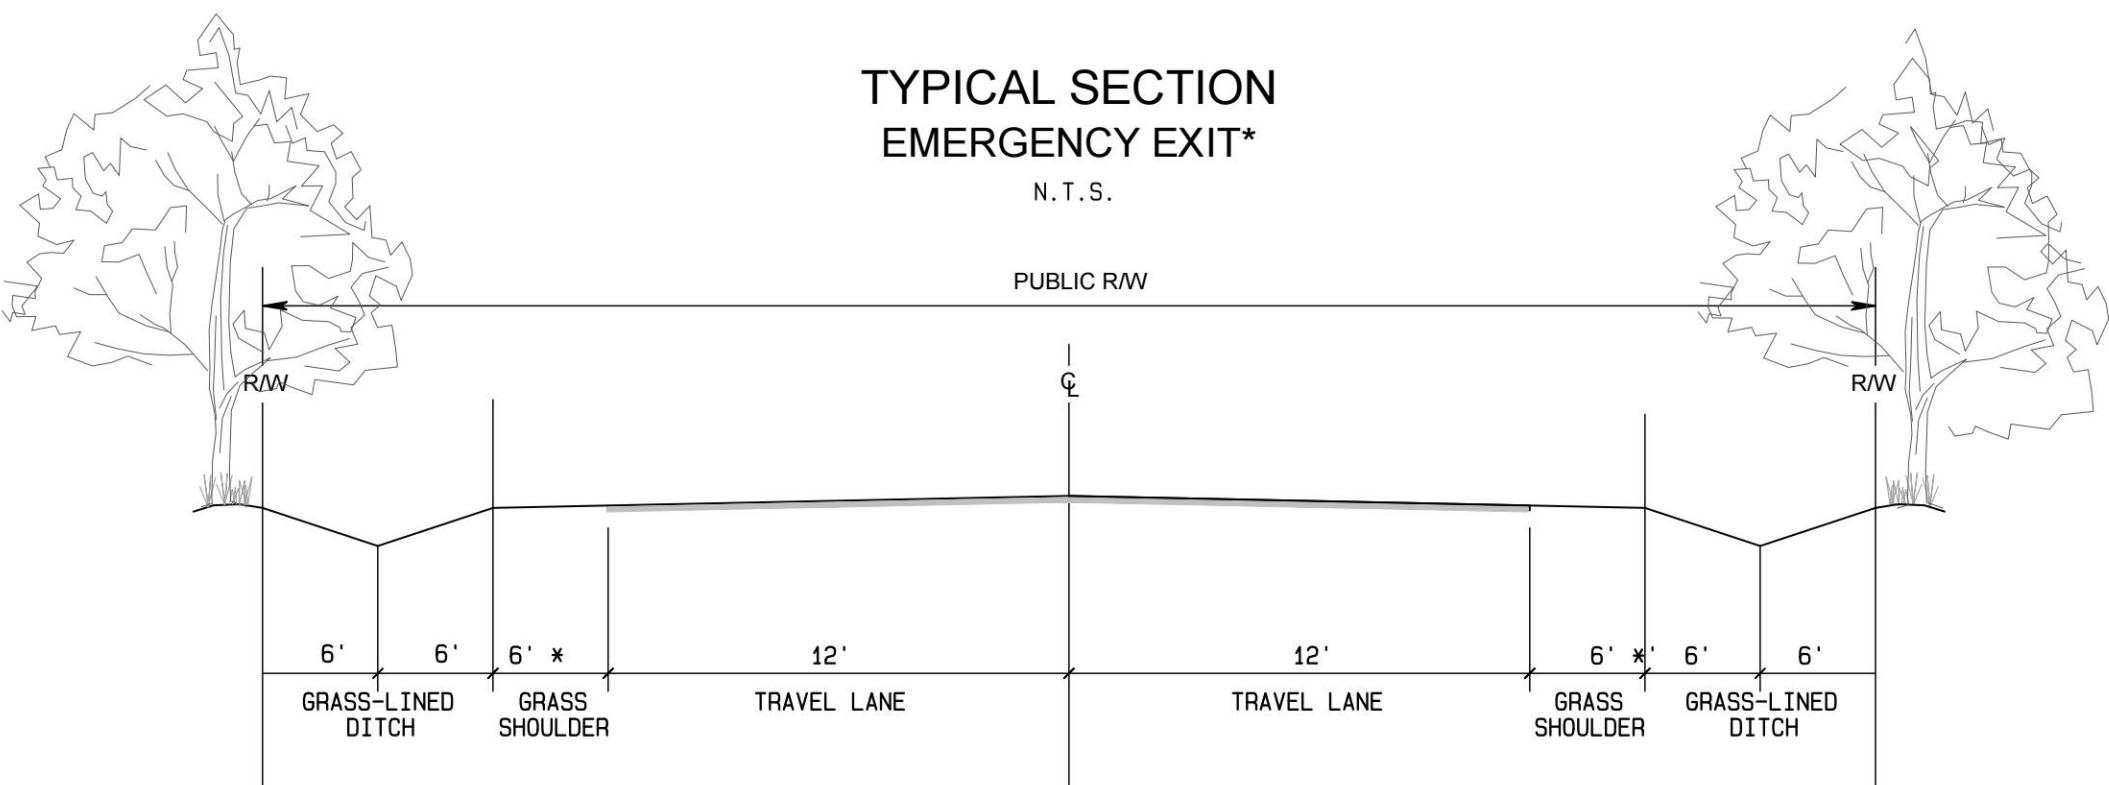 TYPICAL SECTION
EMERGENCY EXIT*
N.T.S.
PUBLIC R/W
R/W
℄
R/W
6'
6'
6' *
12'
12'
6' *'
6'
6'
GRASS-LINED
DITCH
GRASS
SHOULDER
TRAVEL LANE
TRAVEL LANE
GRASS
SHOULDER
GRASS-LINED
DITCH